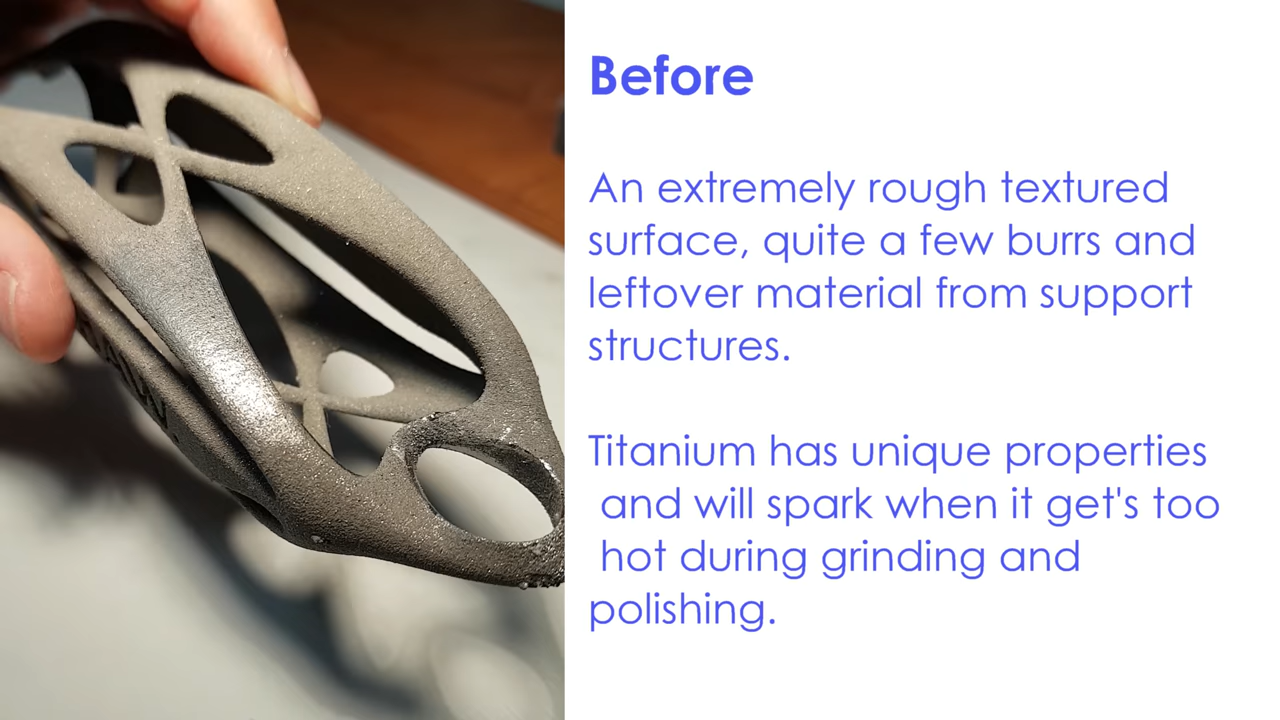 Before
An extremely rough textured
surface, quite a few burrs and
leftover material from support
structures.
Titanium has unique properties
and will spark when it get's too
hot during grinding and
polishing.